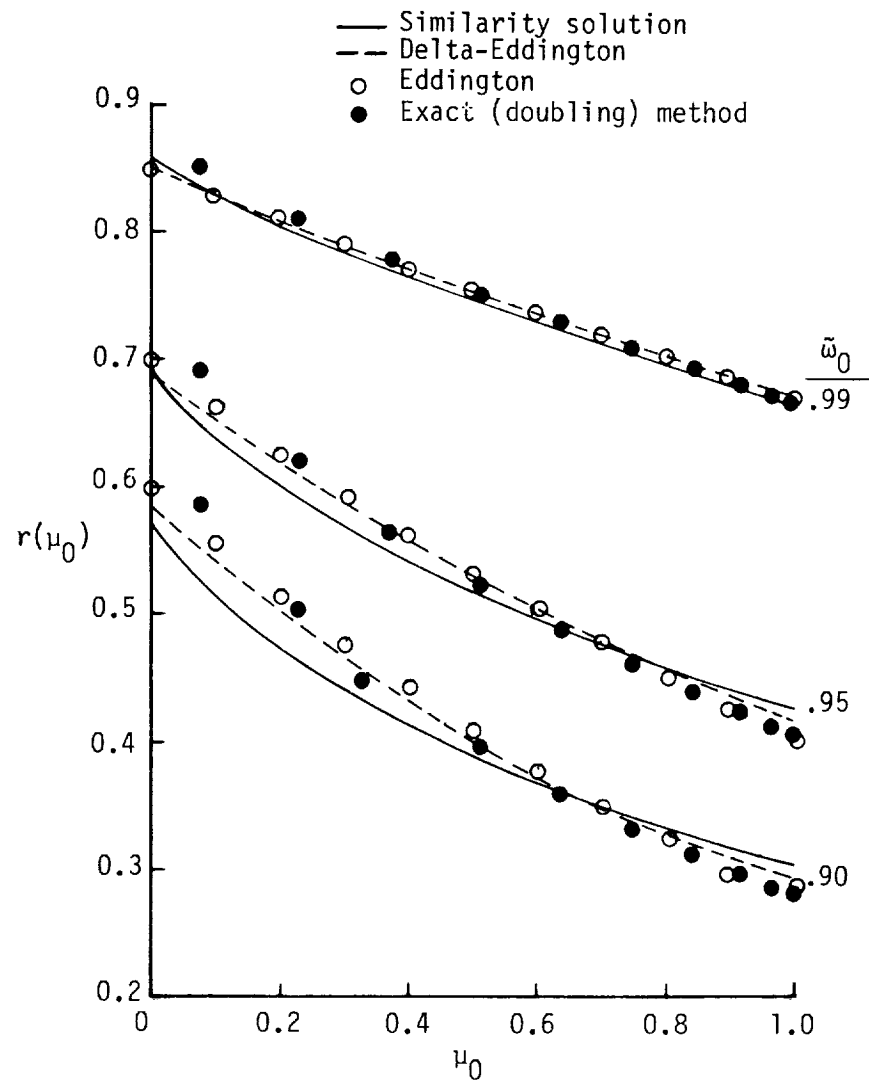 Similarity solution
Delta-Eddington
Eddington
Exact (doubling) method
0.9
0.8
0.7
0.6
0.5
0.4
0.3
0.2
r(μ0)
ω̃0
.99
.95
.90
0 0.2 0.4 0.6 0.8 1.0
μ0